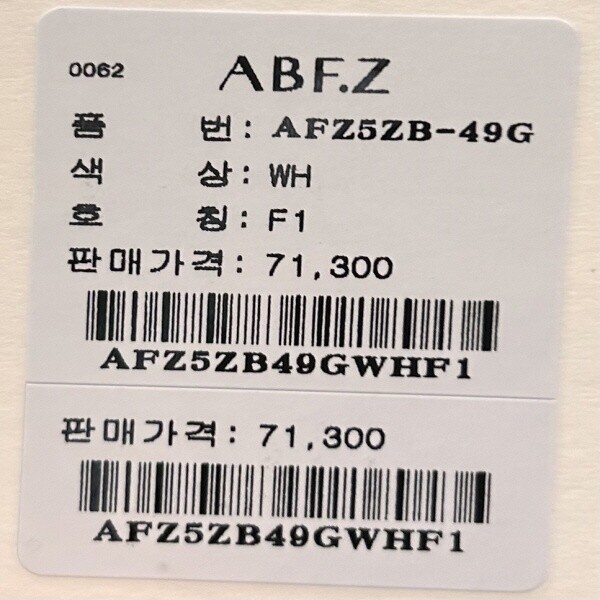 0062 ABF.Z
품 번: AFZ5ZB-49G
색 상: WH
호 칭: F1
판매가격: 71,300
AFZ5ZB49GWHF1
판매가격: 71,300
AFZ5ZB49GWHF1